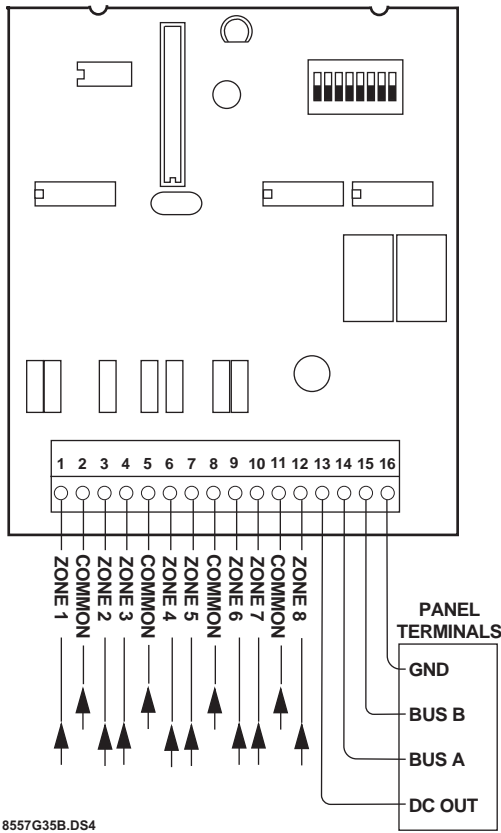 1 2 3 4 5 6 7 8 9 10 11 12 13 14 15 16
ZONE 1
COMMON
ZONE 2
ZONE 3
COMMON
ZONE 4
ZONE 5
COMMON
ZONE 6
ZONE 7
COMMON
ZONE 8
PANEL
TERMINALS
GND
BUS B
BUS A
DC OUT
8557G35B.DS4